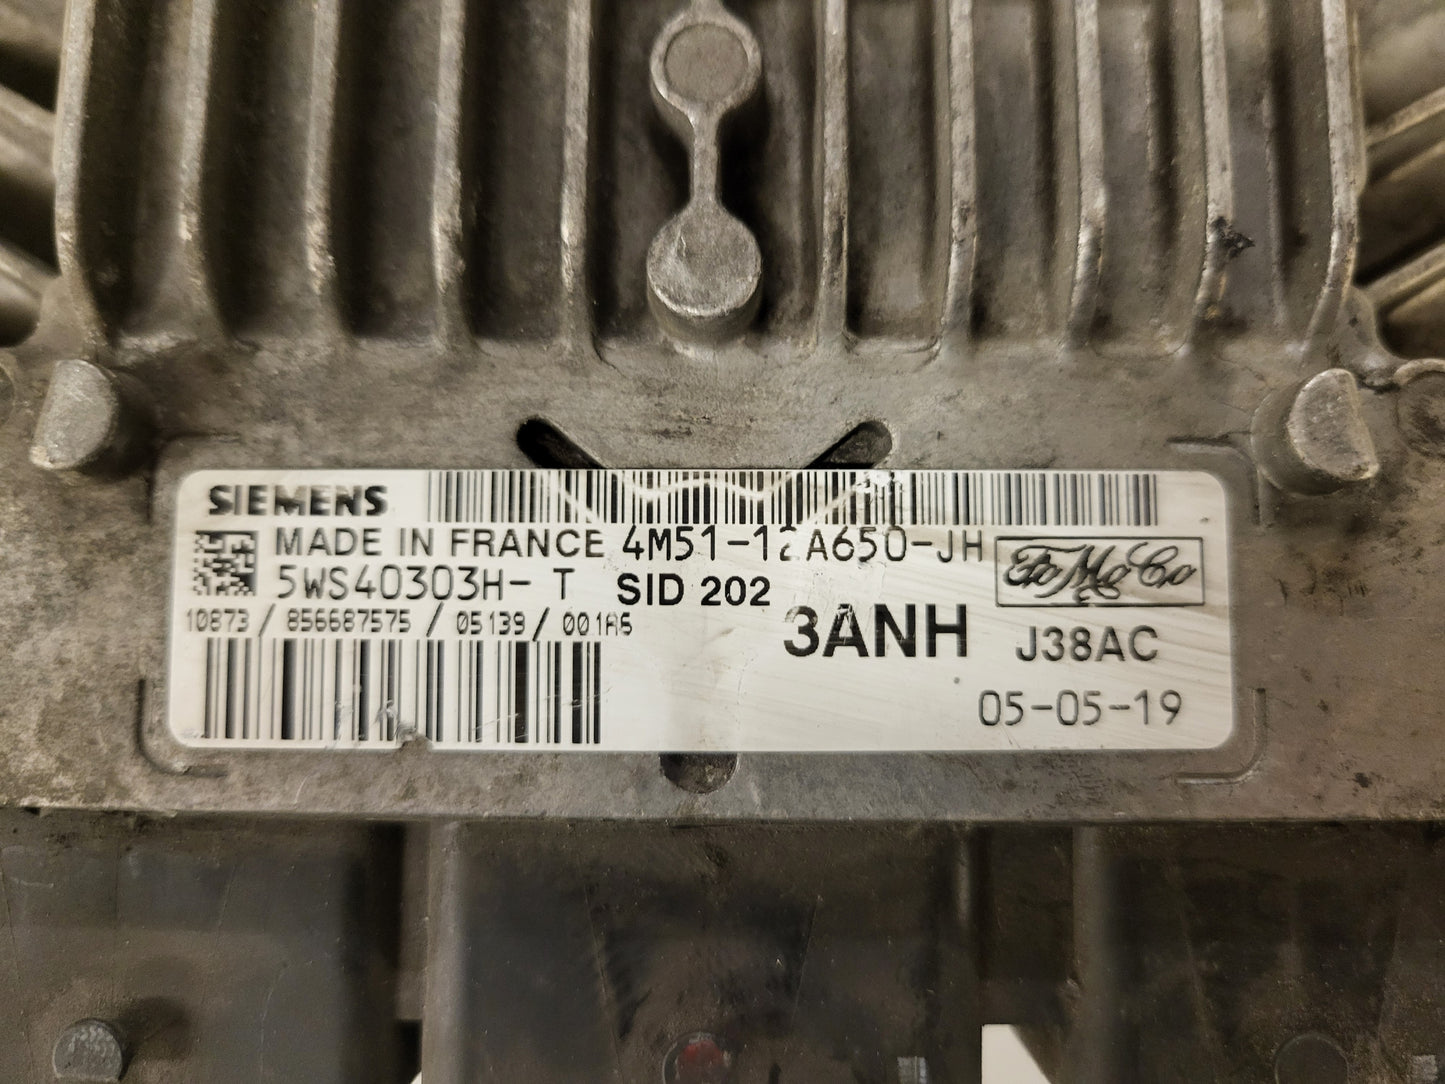 SIEMENS
MADE IN FRANCE 4M51-12A650-JH
5WS40303H- T SID 202
FoMoCo
10873 / 856687575 / 05139 / 001A6
3ANH
J38AC
05-05-19